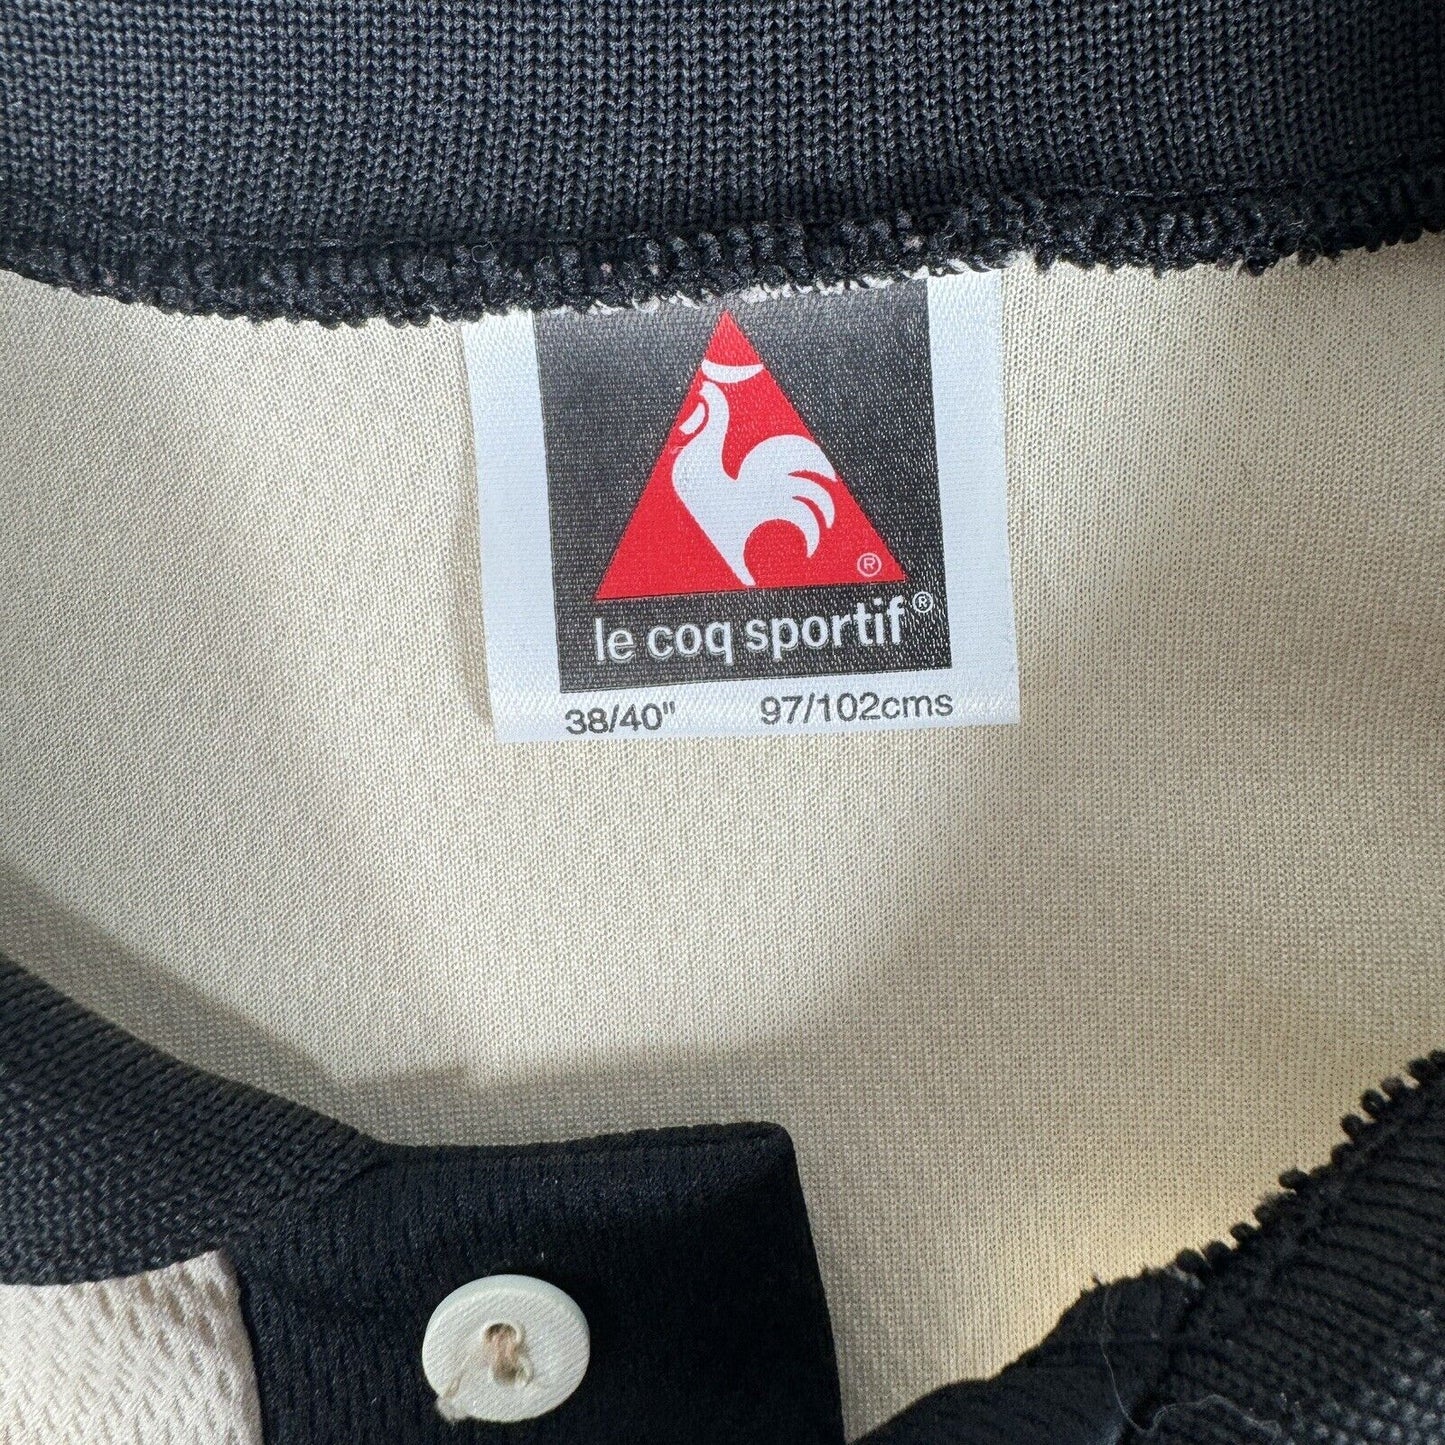 ®
le coq sportif®
38/40" 97/102cms